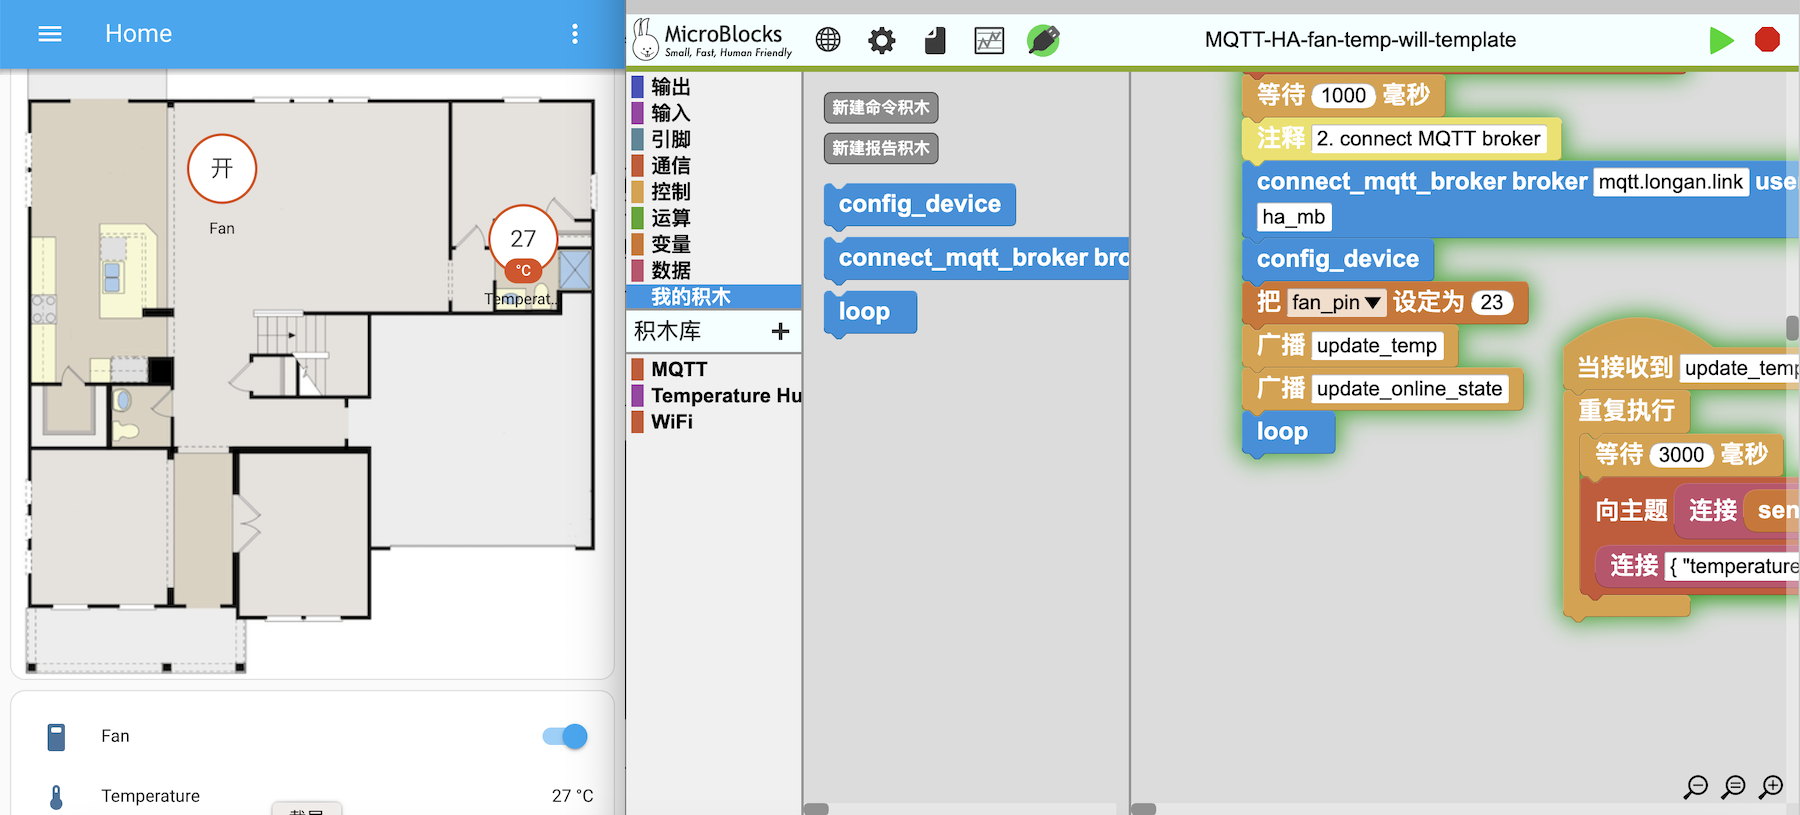 Home
开
Fan
27
°C
Temperat..
Fan
Temperature
27 °C
MicroBlocks
Small, Fast, Human Friendly
MQTT-HA-fan-temp-will-template
输出
输入
引脚
通信
控制
运算
变量
数据
我的积木
积木库 +
MQTT
Temperature Hu
WiFi
新建命令积木
新建报告积木
config_device
connect_mqtt_broker bro
loop
等待 1000 毫秒
注释 2. connect MQTT broker
connect_mqtt_broker broker mqtt.longan.link use
ha_mb
config_device
把 fan_pin 设定为 23
广播 update_temp
广播 update_online_state
loop
当接收到 update_temp
重复执行
等待 3000 毫秒
向主题 连接 sen
连接 { "temperature